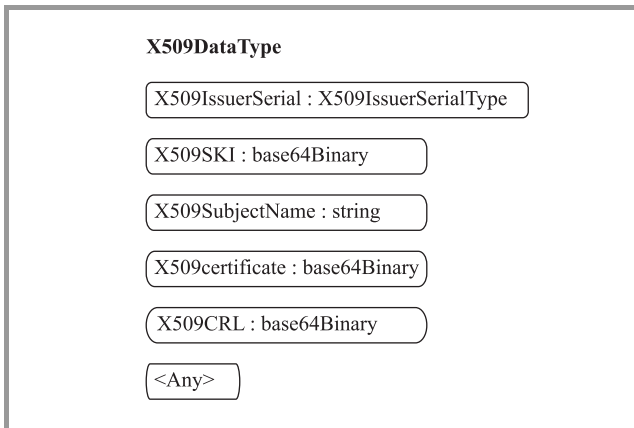 X509DataType
X509IssuerSerial : X509IssuerSerialType
X509SKI : base64Binary
X509SubjectName : string
X509certificate : base64Binary
X509CRL : base64Binary
<Any>